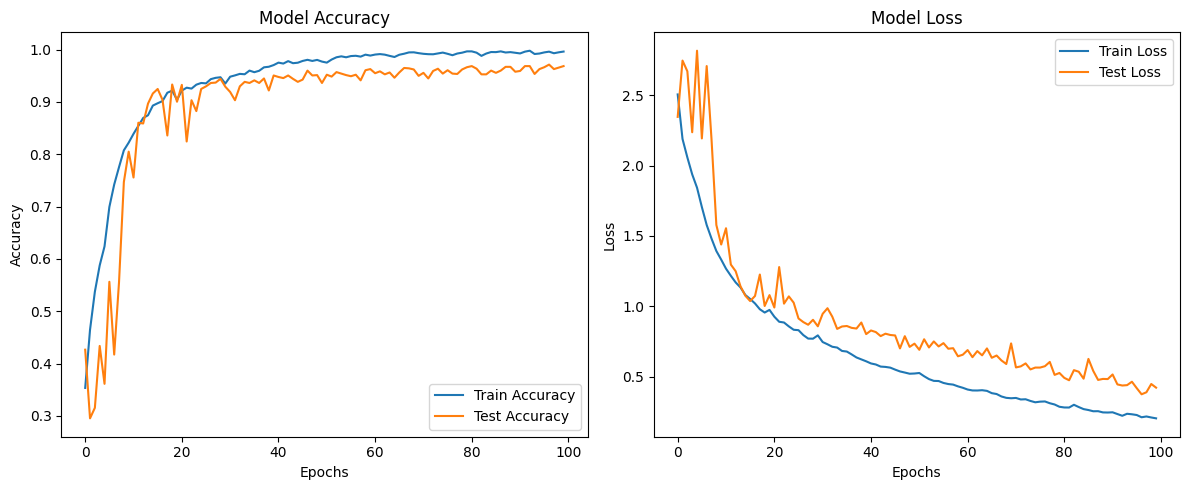 Model Accuracy
1.0
0.9
0.8
0.7
0.6
0.5
0.4
0.3
Accuracy
0 20 40 60 80 100
Epochs
Train Accuracy
Test Accuracy
Model Loss
2.5
2.0
1.5
1.0
0.5
Loss
0 20 40 60 80 100
Epochs
Train Loss
Test Loss